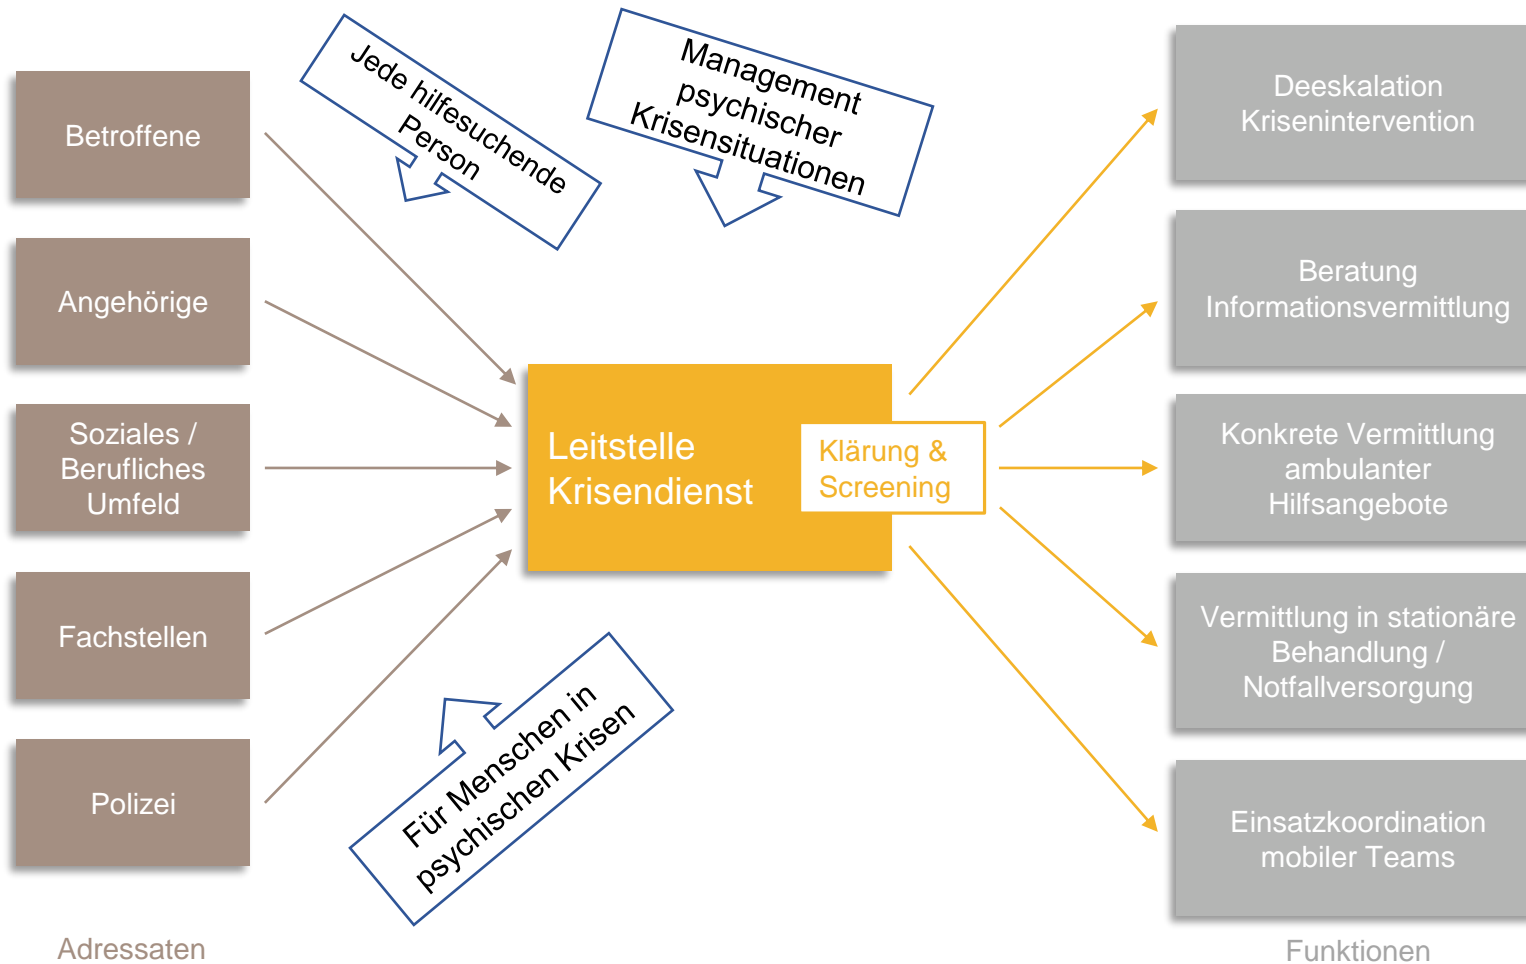 Jede hilfesuchende
Person
Management
psychischer
Krisensituationen
Betroffene
Angehörige
Soziales /
Berufliches
Umfeld
Fachstellen
Polizei
Adressaten
Leitstelle
Krisendienst
Klärung &
Screening
Für Menschen in
psychischen Krisen
Deeskalation
Krisenintervention
Beratung
Informationsvermittlung
Konkrete Vermittlung
ambulanter
Hilfsangebote
Vermittlung in stationäre
Behandlung /
Notfallversorgung
Einsatzkoordination
mobiler Teams
Funktionen